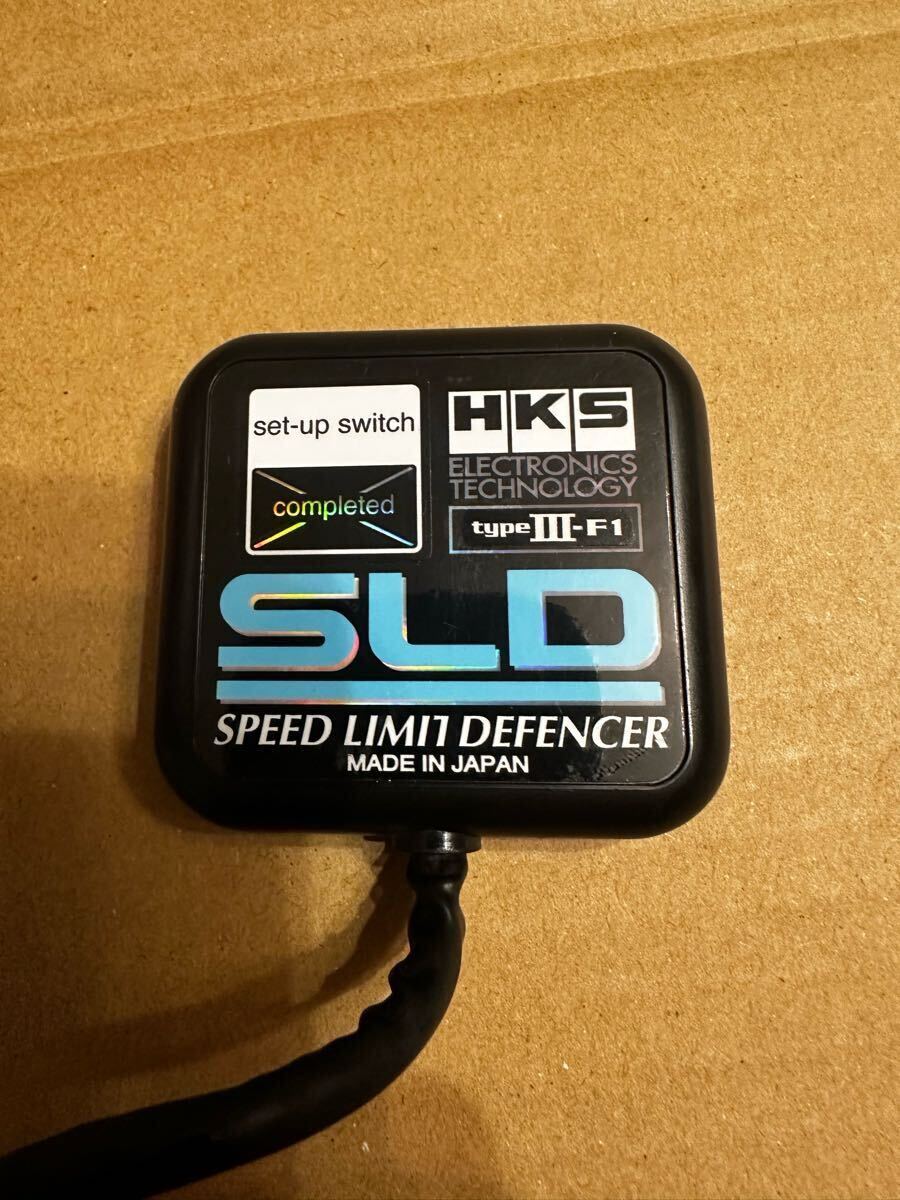 set-up switch
completed
HKS
ELECTRONICS
TECHNOLOGY
type III-F1
SLD
SPEED LIMIT DEFENCER
MADE IN JAPAN